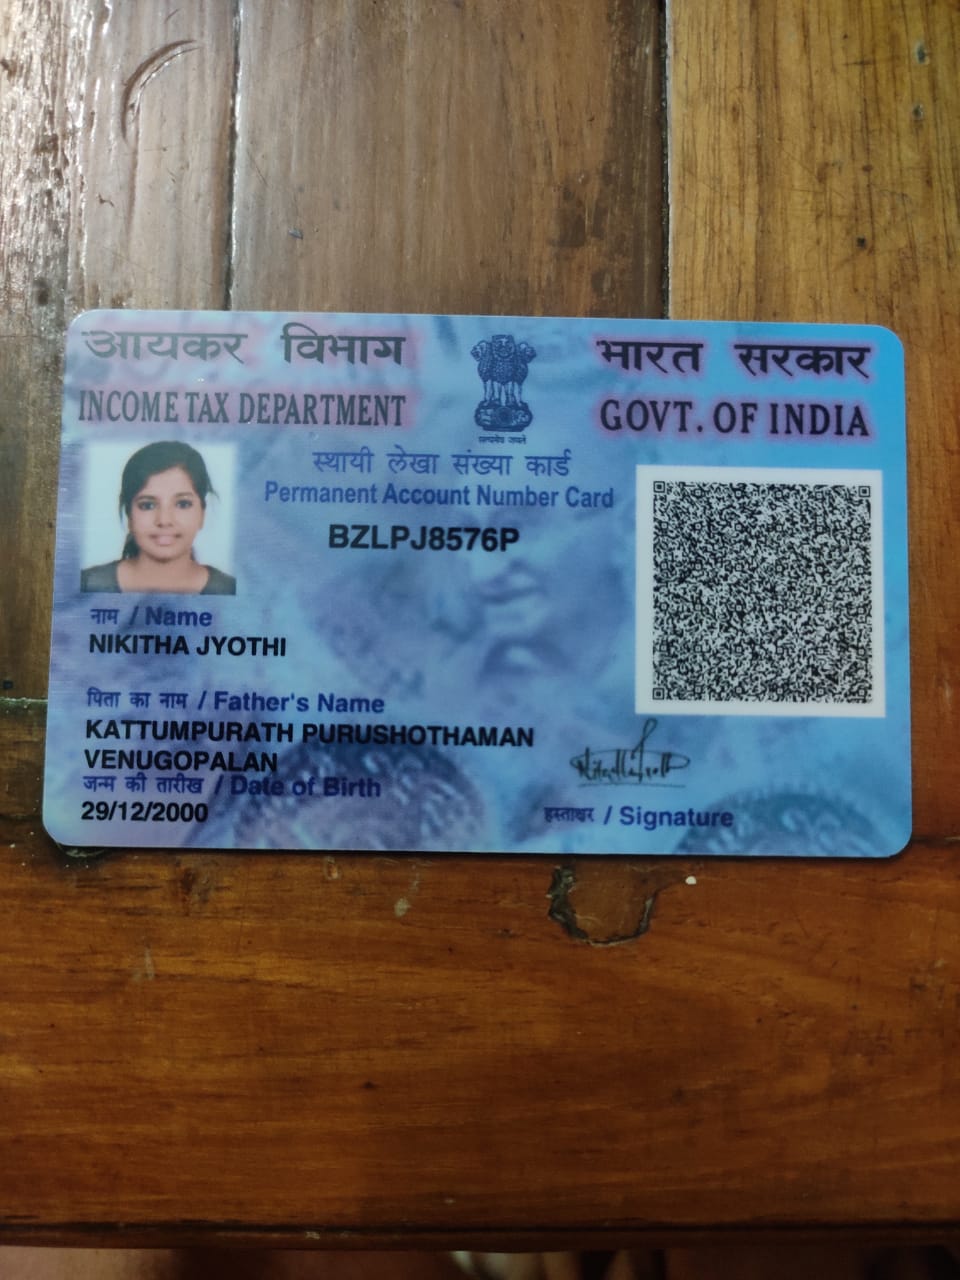 आयकर विभाग
INCOME TAX DEPARTMENT
सत्यमेव जयते
भारत सरकार
GOVT. OF INDIA
स्थायी लेखा संख्या कार्ड
Permanent Account Number Card
BZLPJ8576P
नाम / Name
NIKITHA JYOTHI
पिता का नाम / Father's Name
KATTUMPURATH PURUSHOTHAMAN
VENUGOPALAN
जन्म की तारीख / Date of Birth
29/12/2000
हस्ताक्षर / Signature